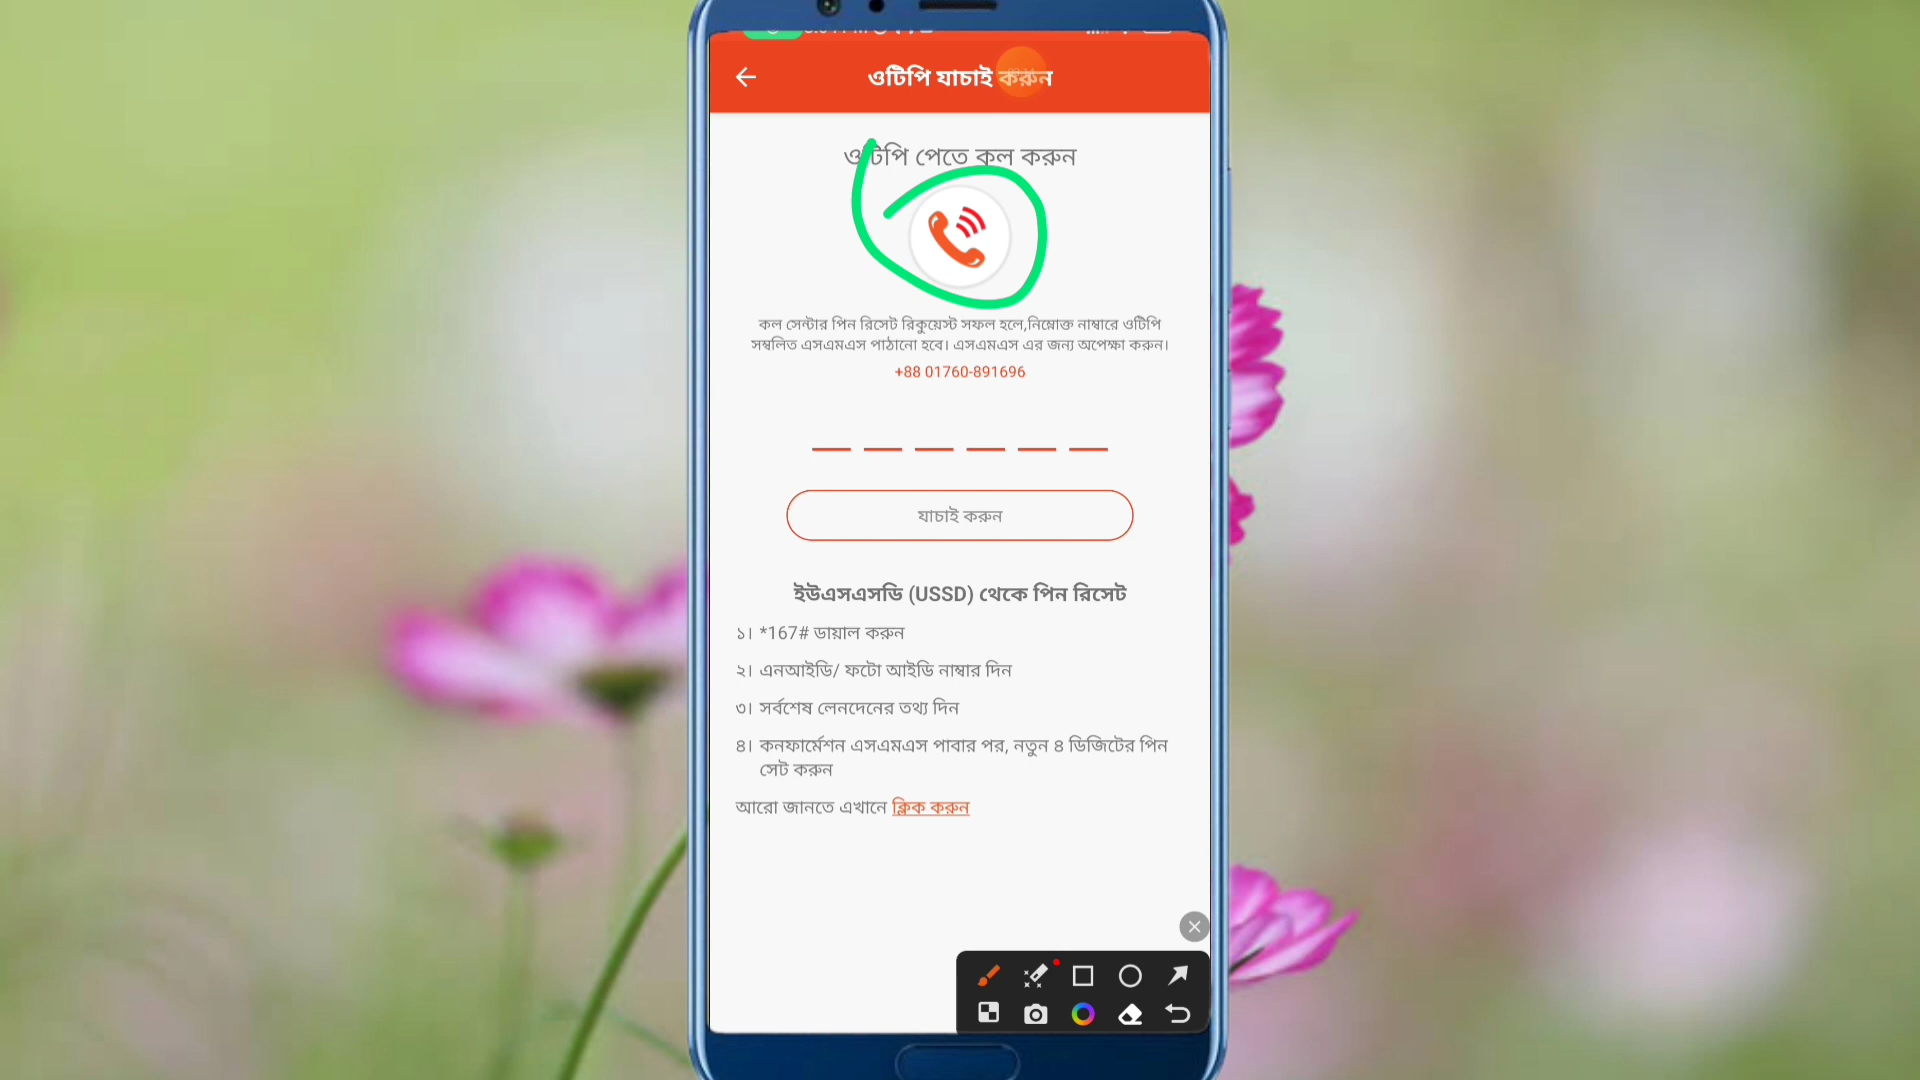 ওটিপি যাচাই করুন
ওটিপি পেতে কল করুন
কল সেন্টার পিন রিসেট রিকুয়েস্ট সফল হলে,নিম্নোক্ত নাম্বারে ওটিপি
সম্বলিত এসএমএস পাঠানো হবে। এসএমএস এর জন্য অপেক্ষা করুন।
+88 01760-891696
যাচাই করুন
ইউএসএসডি (USSD) থেকে পিন রিসেট
১। *167# ডায়াল করুন
২। এনআইডি/ ফটো আইডি নাম্বার দিন
৩। সর্বশেষ লেনদেনের তথ্য দিন
৪। কনফার্মেশন এসএমএস পাবার পর, নতুন ৪ ডিজিটের পিন
সেট করুন
আরো জানতে এখানে ক্লিক করুন